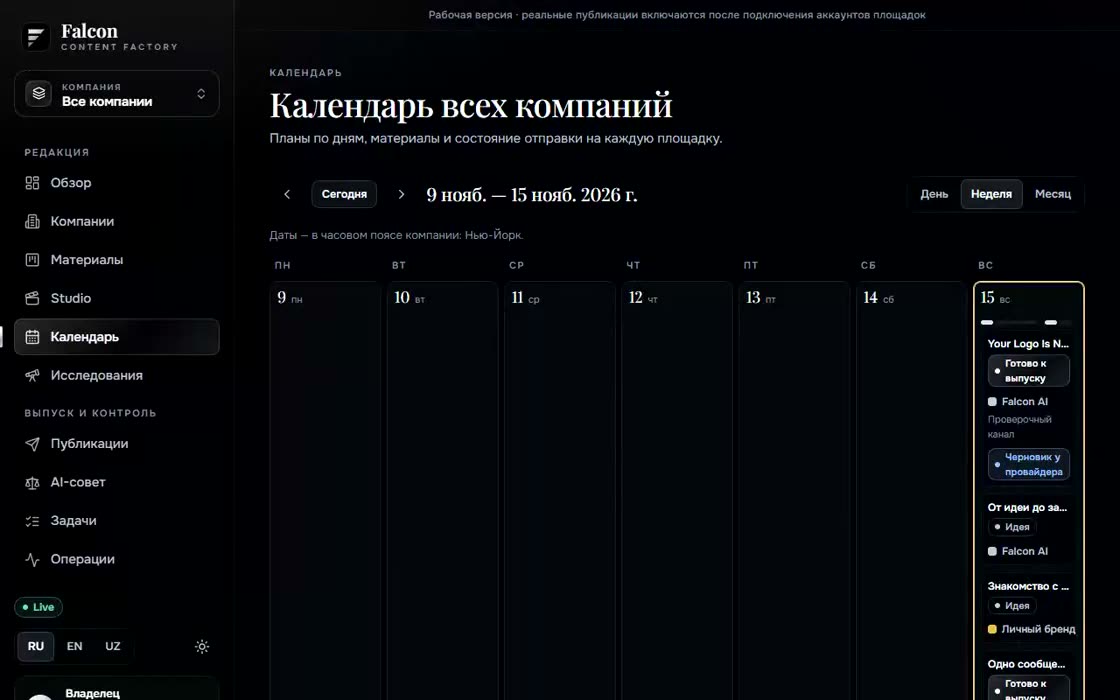 Falcon
CONTENT FACTORY
КОМПАНИЯ
Все компании
РЕДАКЦИЯ
Обзор
Компании
Материалы
Studio
Календарь
Исследования
ВЫПУСК И КОНТРОЛЬ
Публикации
AI-совет
Задачи
Операции
Live
RU EN UZ
Владелец
Рабочая версия · реальные публикации включаются после подключения аккаунтов площадок
КАЛЕНДАРЬ
Календарь всех компаний
Планы по дням, материалы и состояние отправки на каждую площадку.
Сегодня
9 нояб. — 15 нояб. 2026 г.
День Неделя Месяц
Даты — в часовом поясе компании: Нью-Йорк.
ПН ВТ СР ЧТ ПТ СБ ВС
9 пн 10 вт 11 ср 12 чт 13 пт 14 сб 15 вс
Your Logo Is N...
Готово к
выпуску
Falcon AI
Проверочный
канал
Черновик у
провайдера
От идеи до за...
Идея
Falcon AI
Знакомство с ...
Идея
Личный бренд
Одно сообще...
Готово к
выпуску